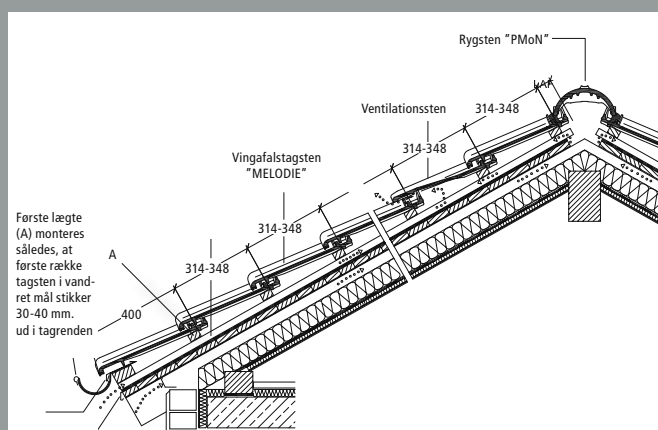 Rygsten "PMoN"
LAF
314-348
Ventilationssten
314-348
Vingafalstagsten
"MELODIE"
314-348
314-348
400
A
Første lægte
(A) monteres
således, at
første række
tagsten i vand-
ret mål stikker
30-40 mm.
ud i tagrenden